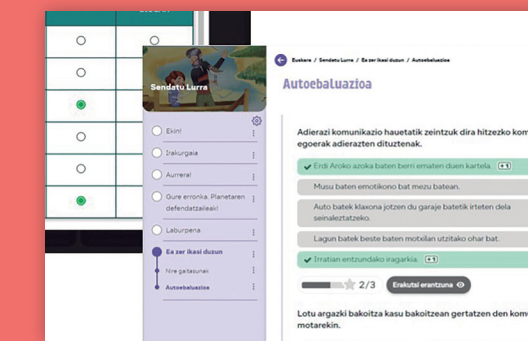 Euskara / Sendatu Lurra / Ea zer ikasi duzun / Autoebaluazioa
Autoebaluazioa
Sendatu Lurra
Ekin!
Irakurgaia
Aurrera!
Gure erronka. Planetaren
defendatzaileak!
Laburpena
Ea zer ikasi duzun
Nire gaitasunak
Autoebaluazioa
Adierazi komunikazio hauetatik zeintzuk dira hitzezko
egoerak adierazten dituztenak.
Erdi Aroko azoka baten berri ematen duen kartela. +1
Musu baten emotikono bat mezu batean.
Auto batek klaxona jotzen du garaje batetik irteten dela
seinaleztatzeko.
Lagun batek beste baten motxilan utzitako ohar bat.
Irratian entzundako iragarkia. +1
2/3 Erakutsi erantzuna
Lotu argazki bakoitza kasu bakoitzean gertatzen den
motarekin.